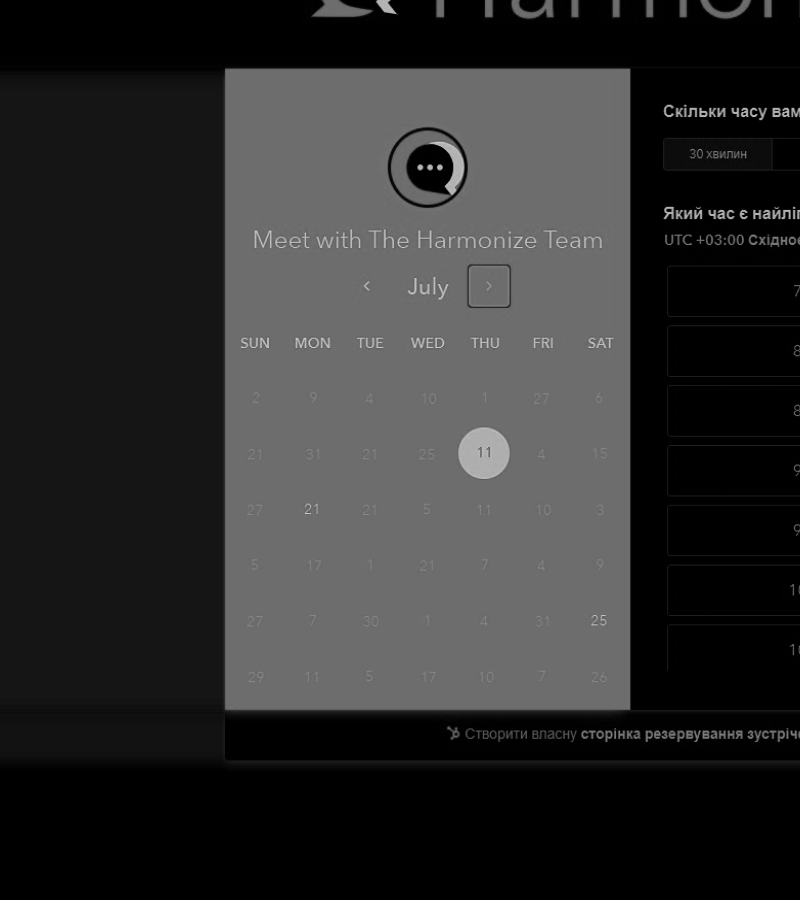 Harmoni
Meet with The Harmonize Team
July
SUN MON TUE WED THU FRI SAT
2 9 4 10 1 27 6
21 31 21 25 11 4 15
27 21 21 5 11 10 3
5 17 1 21 7 4 9
27 7 30 1 4 31 25
29 11 5 17 10 7 26
Скільки часу вам
30 хвилин
Який час є найліп
UTC +03:00 Східноє
7
8
8
9
9
10
10
Створити власну сторінка резервування зустріче